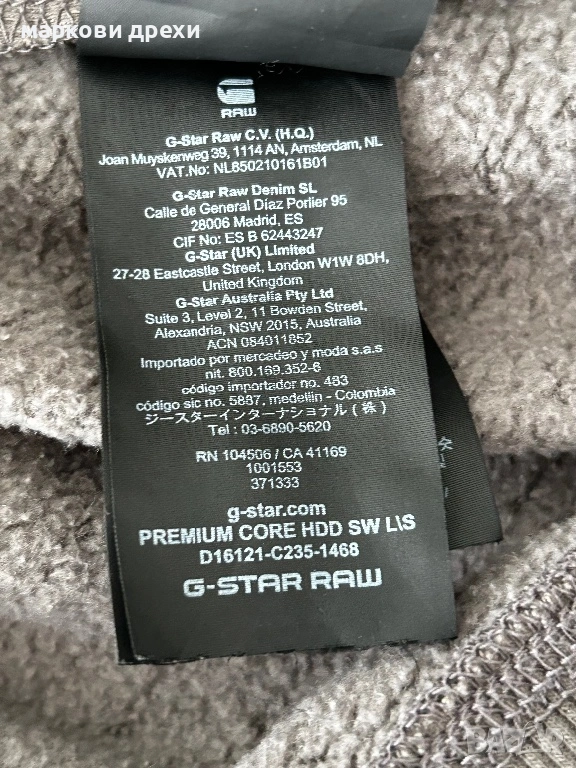 маркови дрехи
RAW
G-Star Raw C.V. (H.Q.)
Joan Muyskenweg 39, 1114 AN, Amsterdam, NL
VAT.No: NL850210161B01
G-Star Raw Denim SL
Calle de General Díaz Porlier 95
28006 Madrid, ES
CIF No: ES B 62443247
G-Star (UK) Limited
27-28 Eastcastle Street, London W1W 8DH,
United Kingdom
G-Star Australia Pty Ltd
Suite 3, Level 2, 11 Bowden Street,
Alexandria, NSW 2015, Australia
ACN 084011852
Importado por mercadeo y moda s.a.s
nit. 800.169.352-6
código importador no. 483
código sic no. 5887, medellin - Colombia
ジースターインターナショナル ( 株 )
Tel : 03-6890-5620
RN 104506 / CA 41169
1001553
371333
g-star.com
PREMIUM CORE HDD SW L\S
D16121-C235-1468
G-STAR RAW